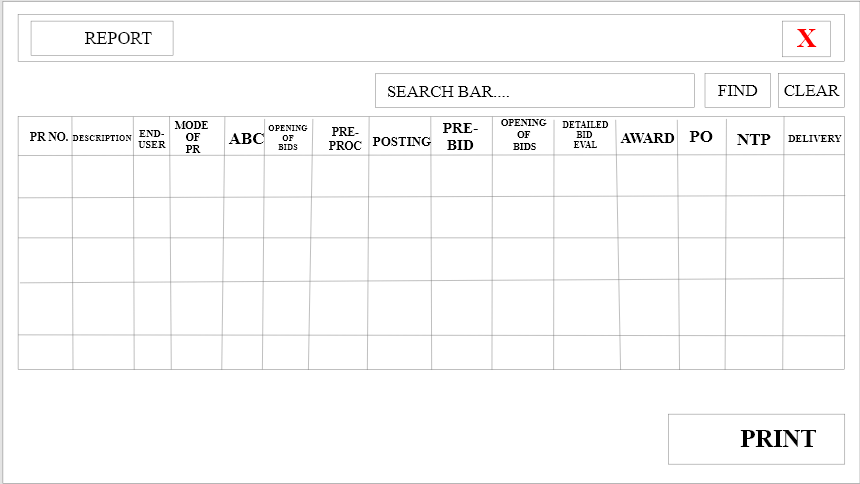 REPORT
X
SEARCH BAR....
FIND
CLEAR
PR NO.
DESCRIPTION
END-
USER
MODE
OF
PR
ABC
OPENING
OF
BIDS
PRE-
PROC
POSTING
PRE-
BID
OPENING
OF
BIDS
DETAILED
BID
EVAL
AWARD
PO
NTP
DELIVERY
PRINT